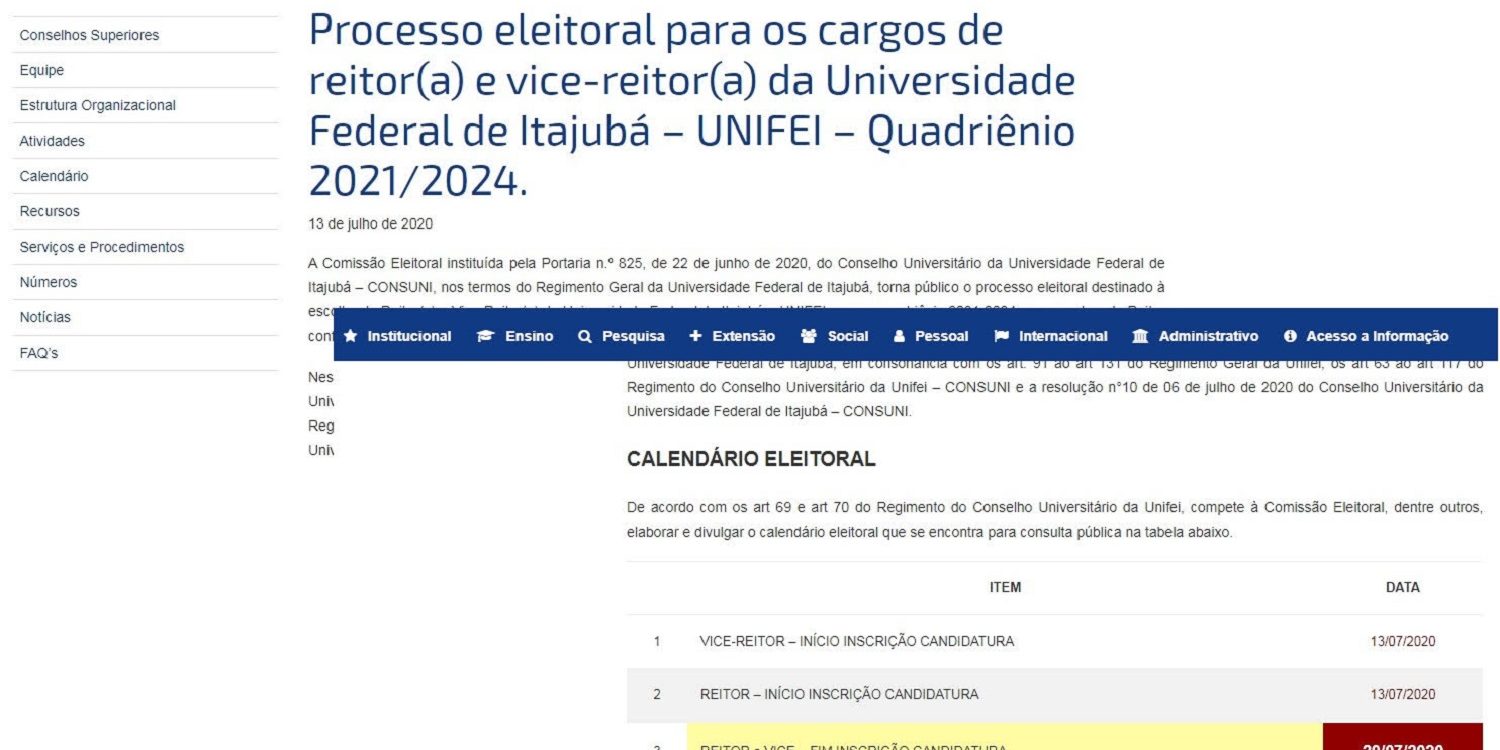 Conselhos Superiores
Equipe
Estrutura Organizacional
Atividades
Calendário
Recursos
Serviços e Procedimentos
Números
Notícias
FAQ's
Processo eleitoral para os cargos de
reitor(a) e vice-reitor(a) da Universidade
Federal de Itajubá – UNIFEI – Quadriênio
2021/2024.
13 de julho de 2020
A Comissão Eleitoral instituída pela Portaria n.º 825, de 22 de junho de 2020, do Conselho Universitário da Universidade Federal de
Itajubá – CONSUNI, nos termos do Regimento Geral da Universidade Federal de Itajubá, torna público o processo eleitoral destinado à
Nes
Univ
Reg
Univ
Institucional Ensino Pesquisa Extensão Social Pessoal Internacional Administrativo Acesso a Informação
Universidade Federal de Itajubá, em consonância com os art. 91 ao art 131 do Regimento Geral da Unifei, os art 63 ao art 117 do
Regimento do Conselho Universitário da Unifei – CONSUNI e a resolução n°10 de 06 de julho de 2020 do Conselho Universitário da
Universidade Federal de Itajubá – CONSUNI.
CALENDÁRIO ELEITORAL
De acordo com os art 69 e art 70 do Regimento do Conselho Universitário da Unifei, compete à Comissão Eleitoral, dentre outros,
elaborar e divulgar o calendário eleitoral que se encontra para consulta pública na tabela abaixo.
ITEM DATA
1 VICE-REITOR – INÍCIO INSCRIÇÃO CANDIDATURA 13/07/2020
2 REITOR – INÍCIO INSCRIÇÃO CANDIDATURA 13/07/2020
3 REITOR e VICE – FIM INSCRIÇÃO CANDIDATURA 20/07/2020